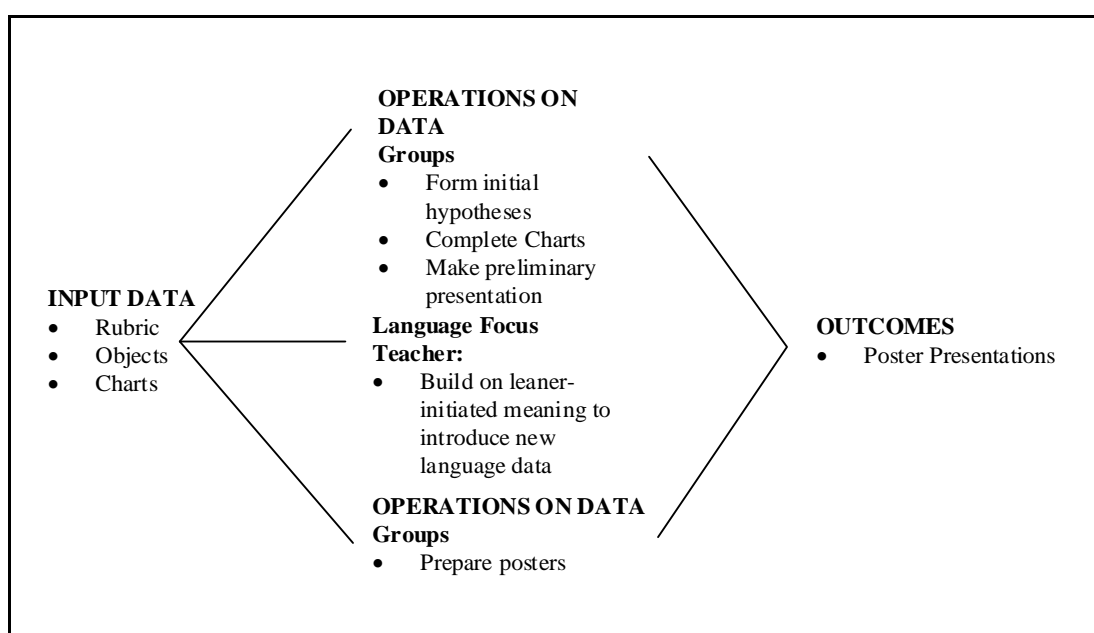 INPUT DATA
• Rubric
• Objects
• Charts
OPERATIONS ON
DATA
Groups
• Form initial
hypotheses
• Complete Charts
• Make preliminary
presentation
Language Focus
Teacher:
• Build on leaner-
initiated meaning to
introduce new
language data
OPERATIONS ON DATA
Groups
• Prepare posters
OUTCOMES
• Poster Presentations